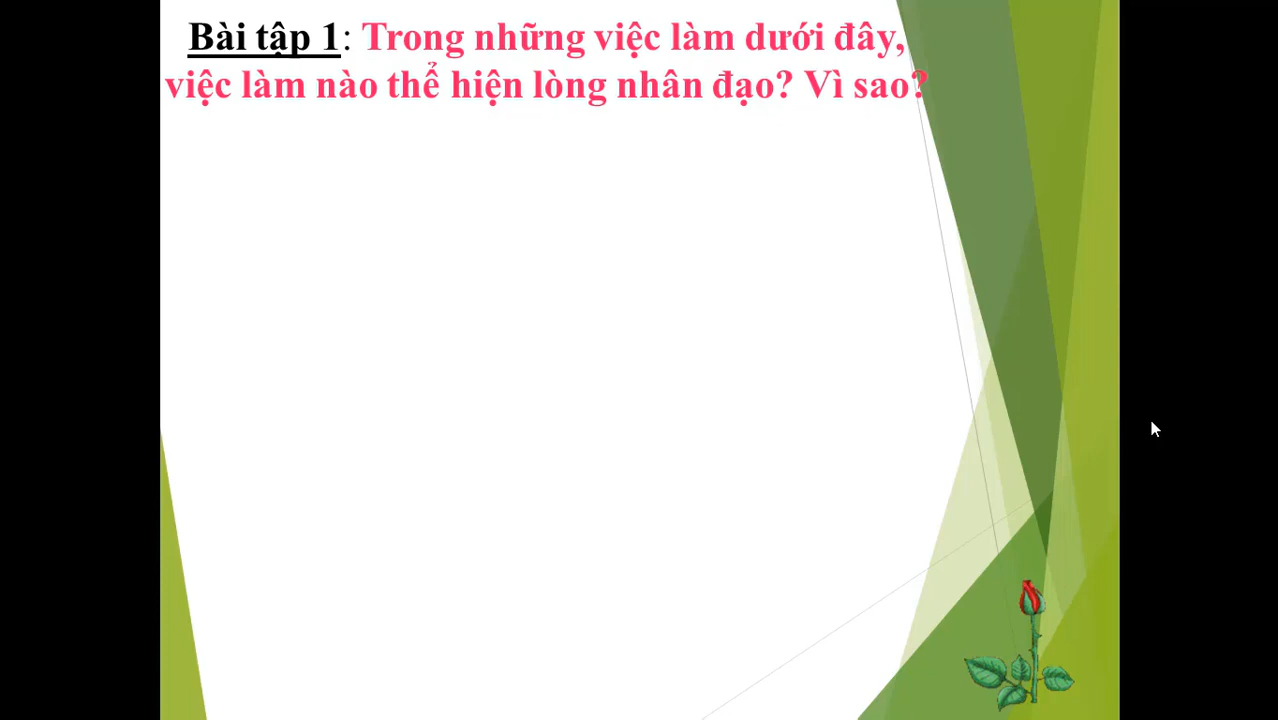 Bài tập 1: Trong những việc làm dưới đây,
việc làm nào thể hiện lòng nhân đạo? Vì sao?